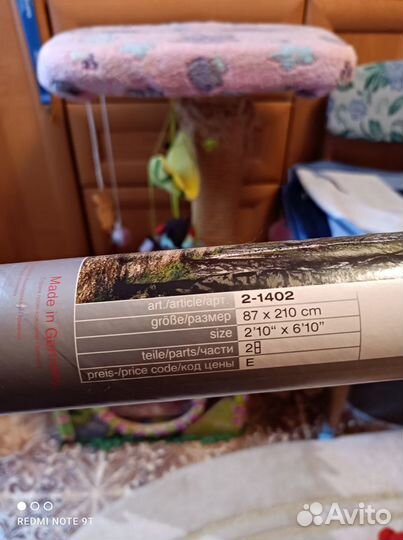 Made in Germany
art./article/арт. 2-1402
größe/размер 87 x 210 cm
size 2'10" x 6'10"
teile/parts/части 2
preis-/price code/код цены E
REDMI NOTE 9T
Avito